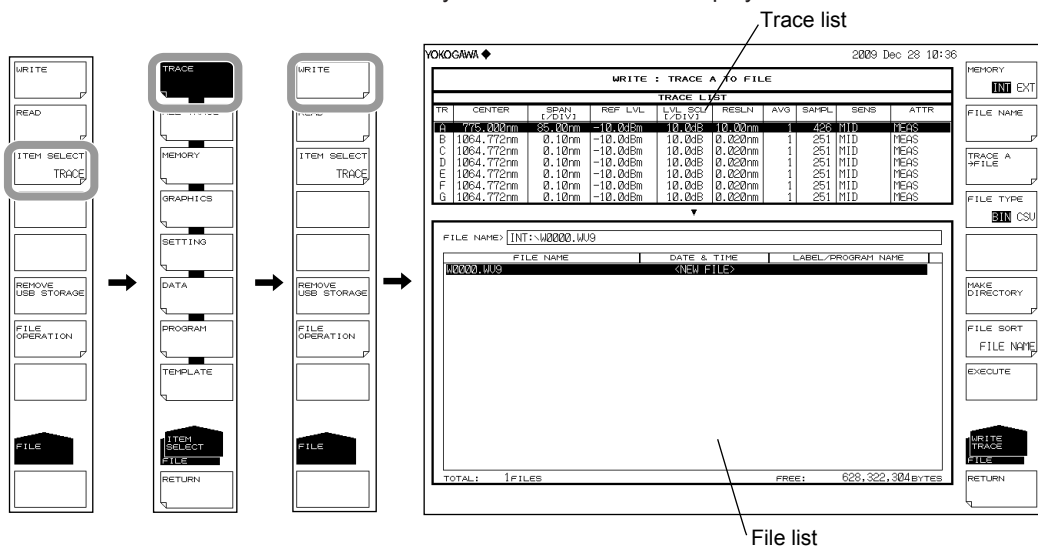 Trace list
WRITE
READ
ITEM SELECT
TRACE
REMOVE
USB STORAGE
FILE
OPERATION
FILE
TRACE
MEMORY
GRAPHICS
SETTING
DATA
PROGRAM
TEMPLATE
ITEM
SELECT
FILE
RETURN
WRITE
READ
ITEM SELECT
TRACE
REMOVE
USB STORAGE
FILE
OPERATION
FILE
YOKOGAWA ◆ 2009 Dec 28 10:36
WRITE : TRACE A TO FILE
TRACE LIST
TR CENTER SPAN [/DIV] REF LVL LVL SCL [/DIV] RESLN AVG SAMPL SENS ATTR
A 775.000nm 85.00nm -10.0dBm 10.0dB 10.00nm 1 426 MID MEAS
B 1064.772nm 0.10nm -10.0dBm 10.0dB 0.020nm 1 251 MID MEAS
C 1064.772nm 0.10nm -10.0dBm 10.0dB 0.020nm 1 251 MID MEAS
D 1064.772nm 0.10nm -10.0dBm 10.0dB 0.020nm 1 251 MID MEAS
E 1064.772nm 0.10nm -10.0dBm 10.0dB 0.020nm 1 251 MID MEAS
F 1064.772nm 0.10nm -10.0dBm 10.0dB 0.020nm 1 251 MID MEAS
G 1064.772nm 0.10nm -10.0dBm 10.0dB 0.020nm 1 251 MID MEAS
FILE NAME> INT:\W0000.WV9
FILE NAME DATE & TIME LABEL/PROGRAM NAME
W0000.WV9 <NEW FILE>
TOTAL: 1FILES FREE: 628,322,304BYTES
MEMORY
INT EXT
FILE NAME
TRACE A
→FILE
FILE TYPE
BIN CSV
MAKE
DIRECTORY
FILE SORT
FILE NAME
EXECUTE
WRITE
TRACE
FILE
RETURN
File list